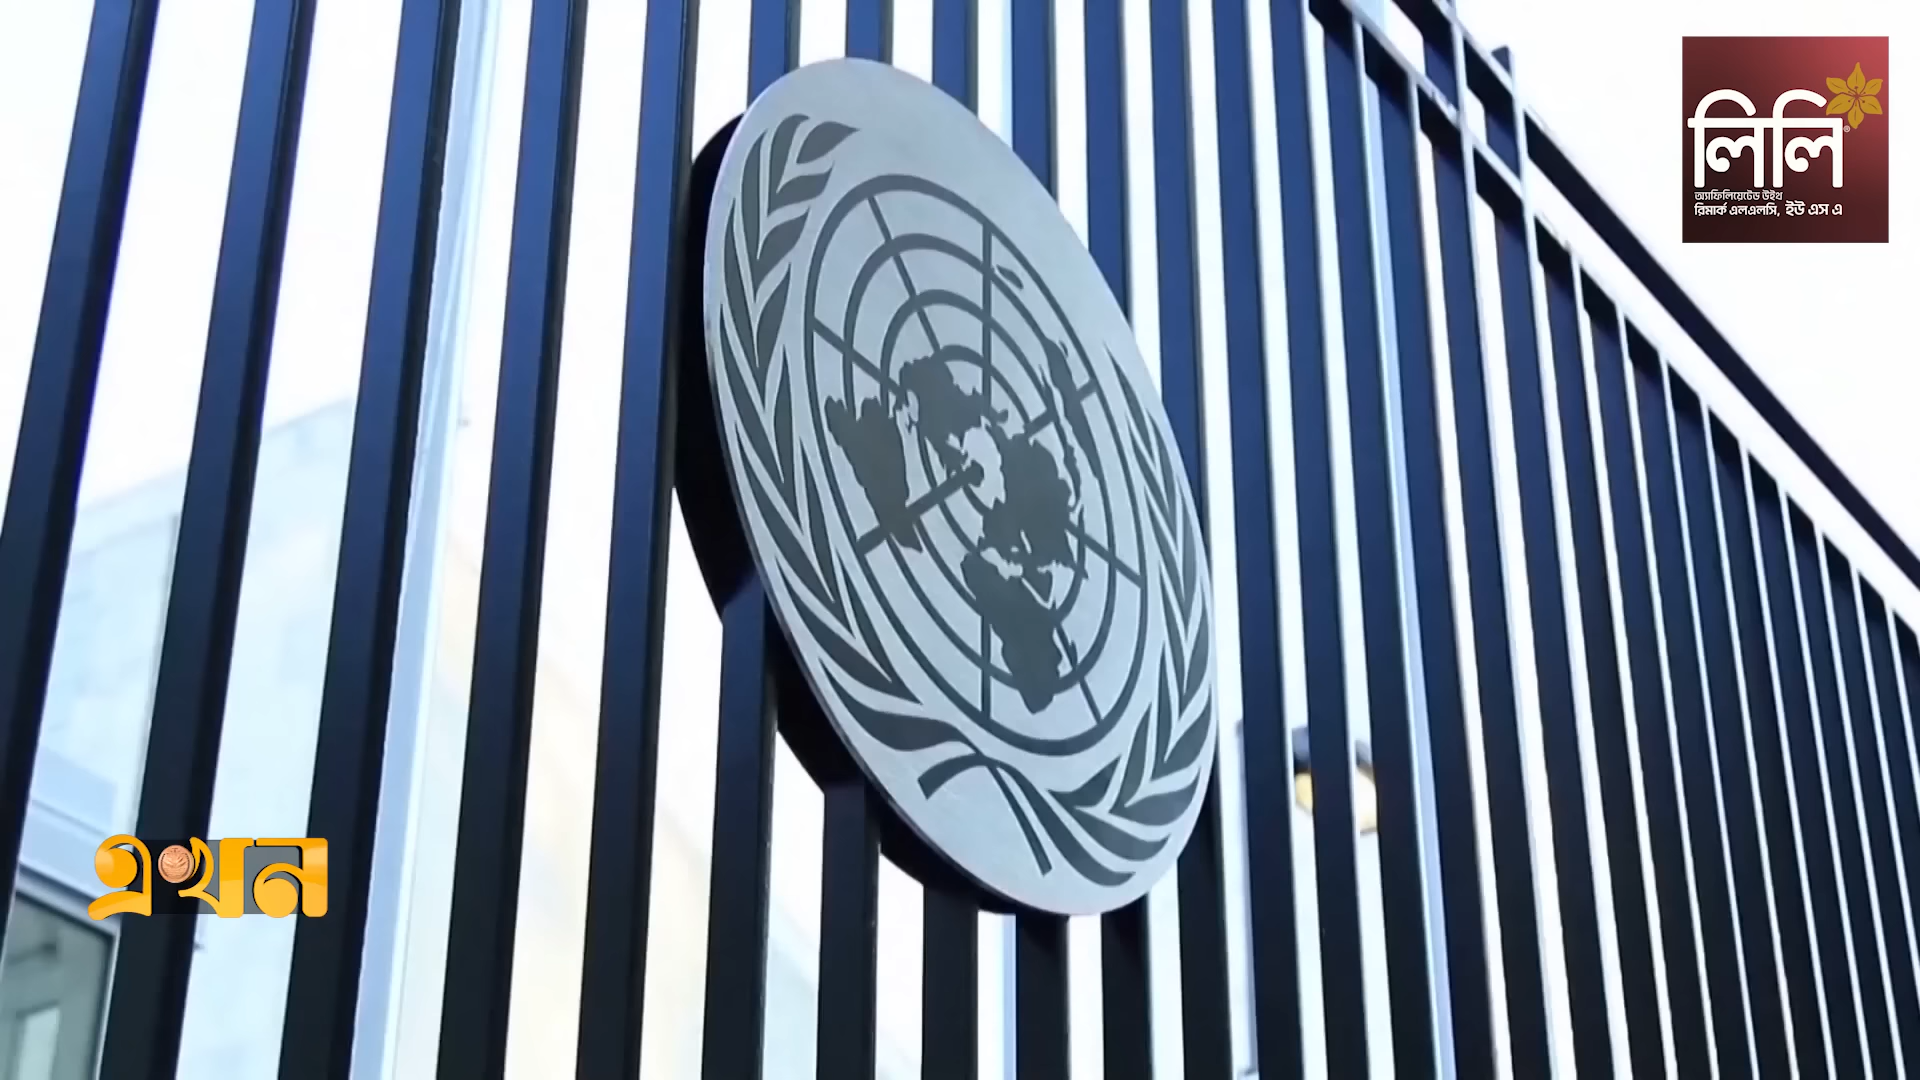 লিলি
অ্যাফিলিয়েটেড উইথ
রিমার্ক এলএলসি, ইউ এস এ
এখন